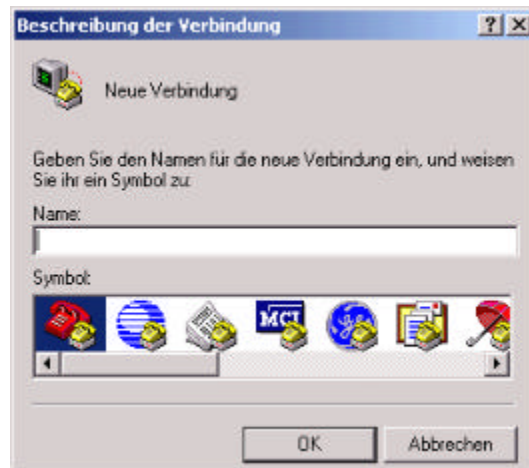 Beschreibung der Verbindung
Neue Verbindung
Geben Sie den Namen für die neue Verbindung ein, und weisen
Sie ihr ein Symbol zu:
Name:
Symbol:
MCI
OK
Abbrechen